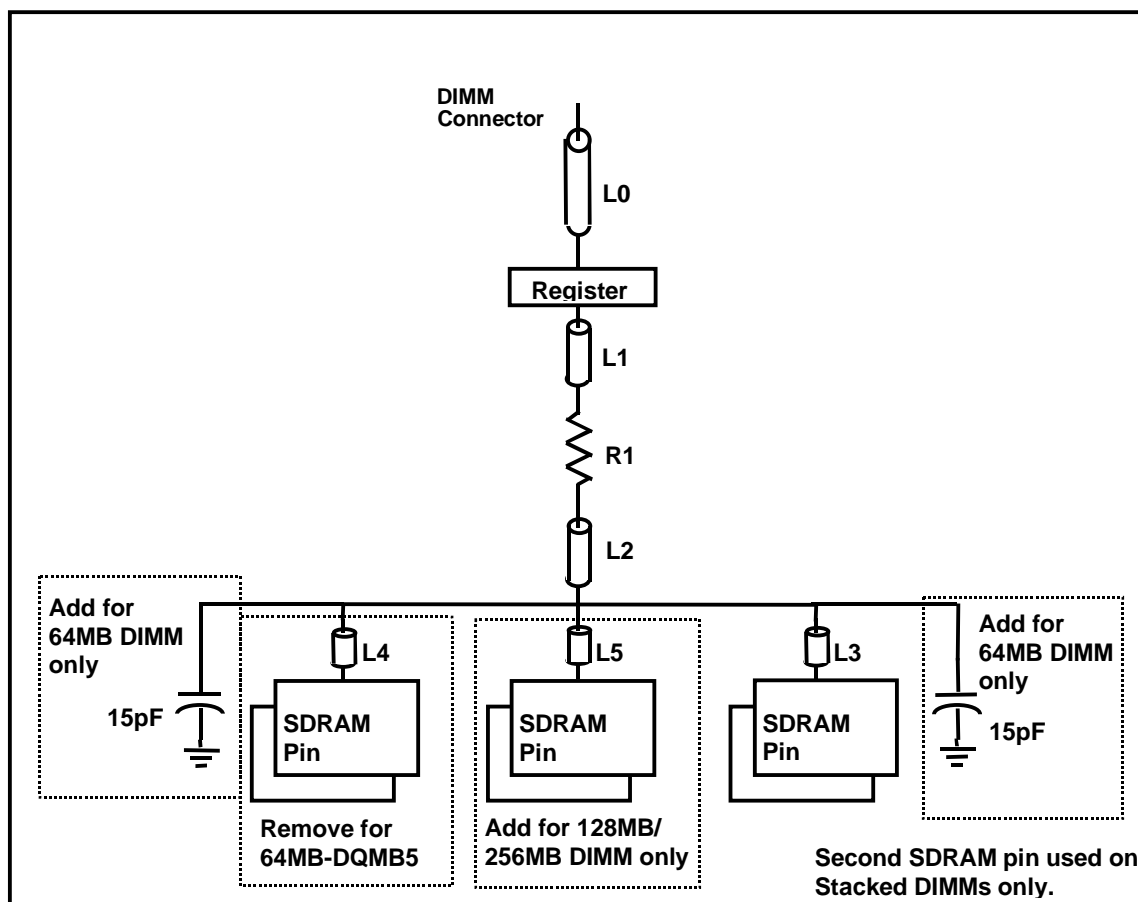 DIMM
Connector
L0
Register
L1
R1
L2
Add for
64MB DIMM
only
15pF
L4
SDRAM
Pin
Remove for
64MB-DQMB5
L5
SDRAM
Pin
Add for 128MB/
256MB DIMM only
L3
SDRAM
Pin
Add for
64MB DIMM
only
15pF
Second SDRAM pin used on
Stacked DIMMs only.